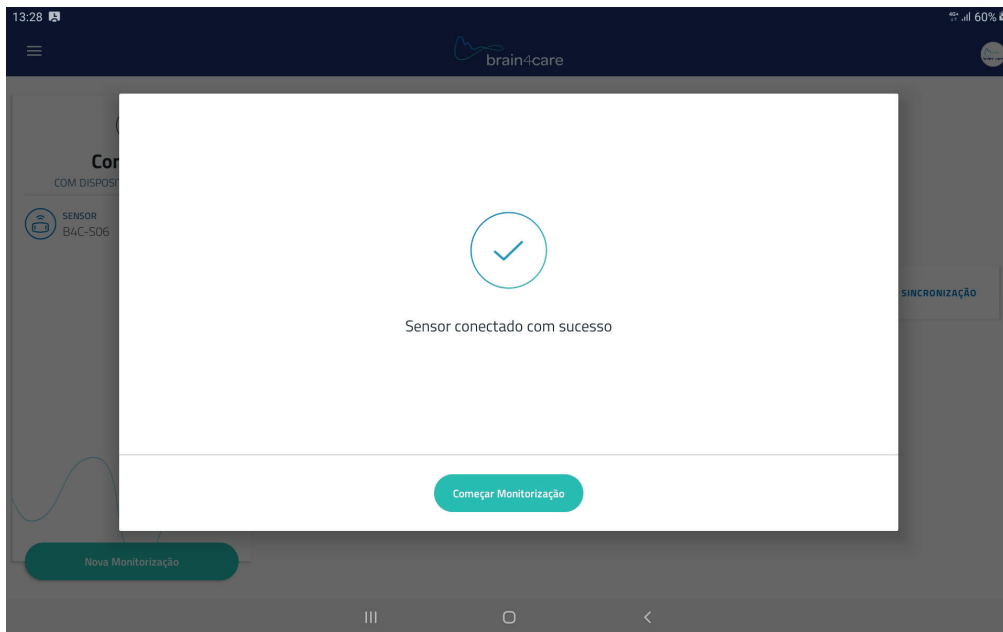 13:28
60%
brain4care
Cor
COM DISPOSI
SENSOR
B4C-S06
SINCRONIZAÇÃO
Sensor conectado com sucesso
Começar Monitorização
Nova Monitorização